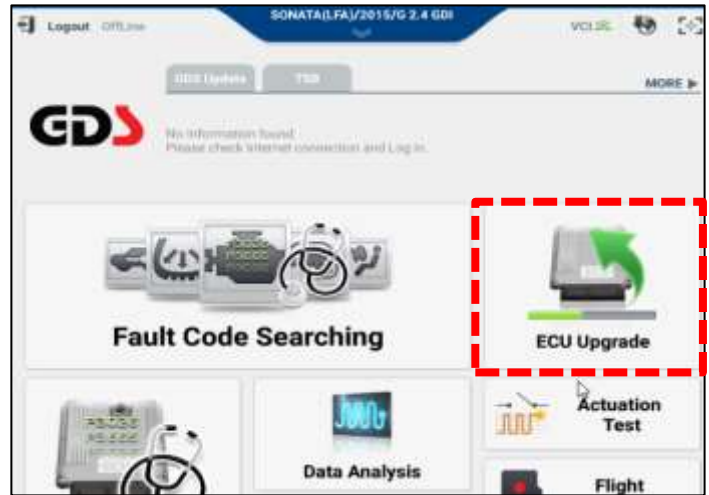 Logout OffLine
SONATA(LFA)/2015/G 2.4 GDI
VCI
GDS Update
TSB
MORE
GDS
No Information found.
Please check internet connection and Log in.
Fault Code Searching
ECU Upgrade
Data Analysis
Actuation
Test
Flight